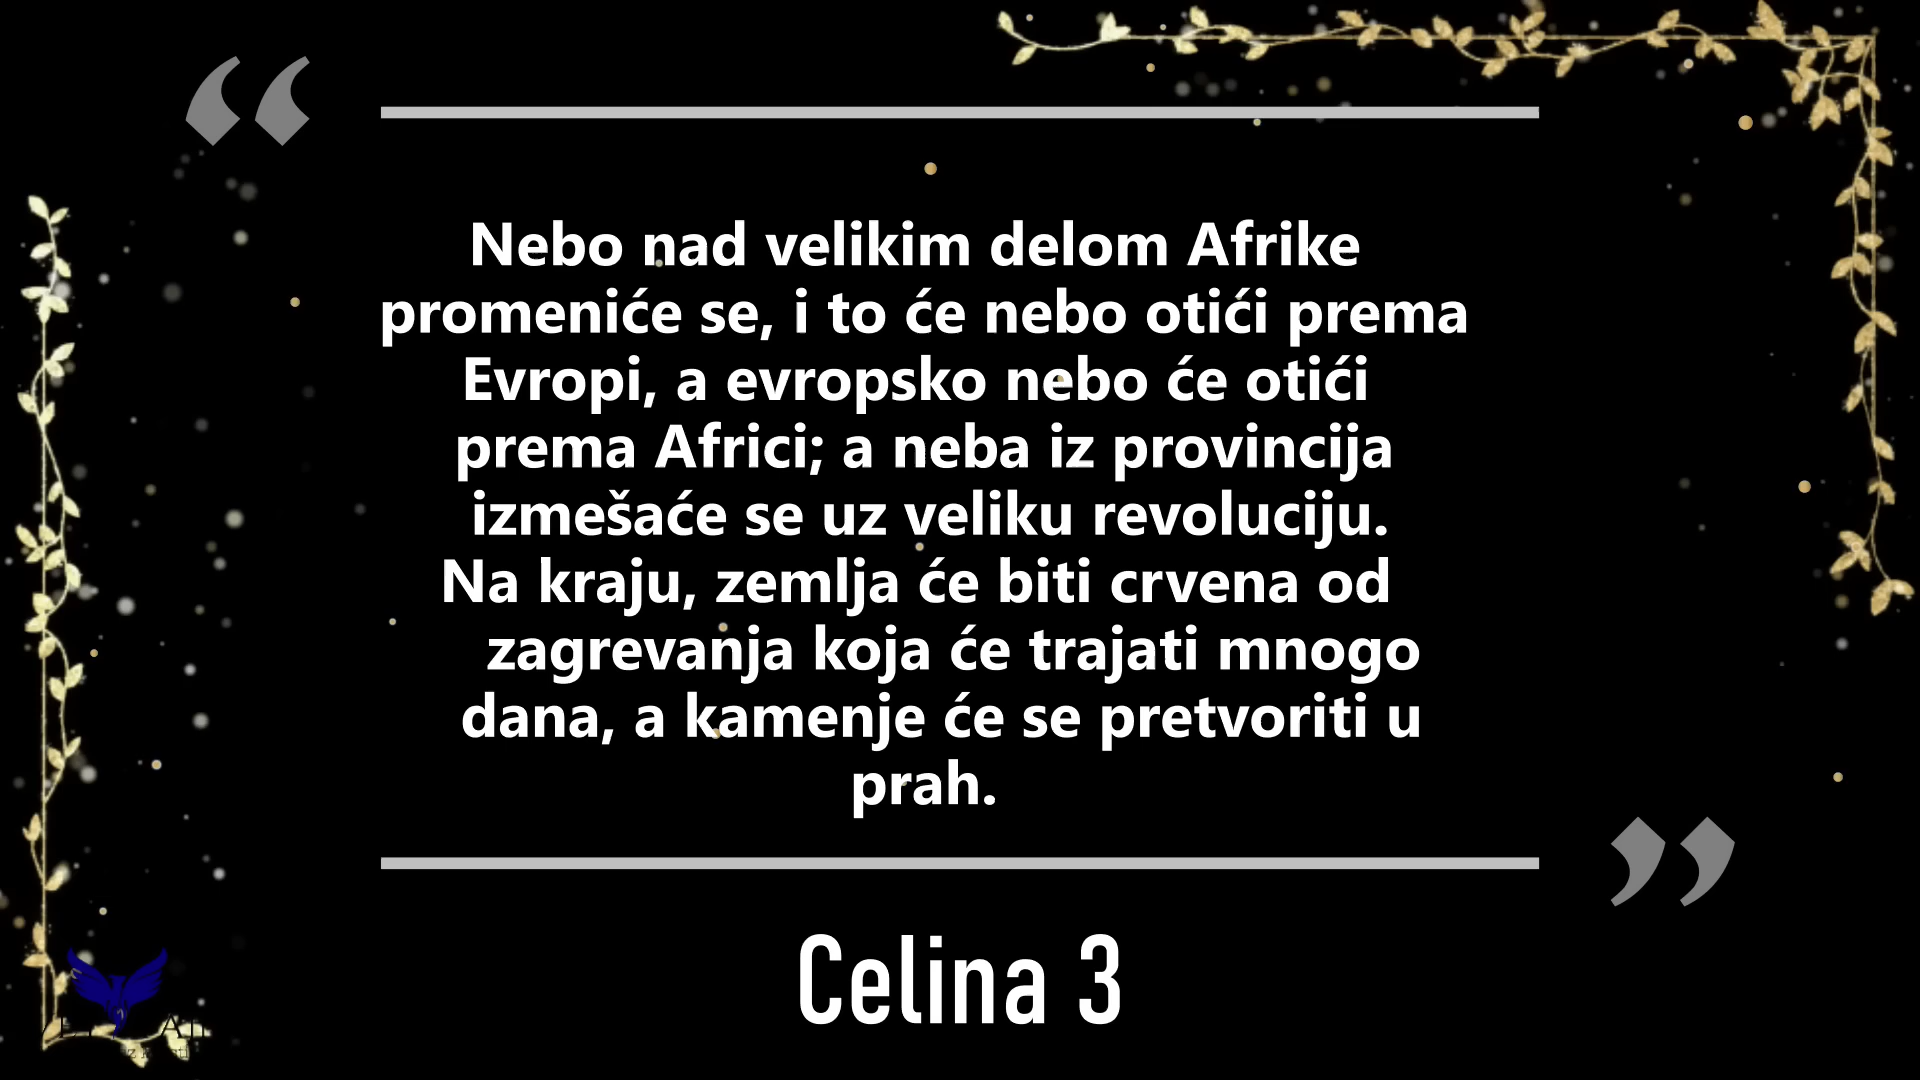 “
Nebo nad velikim delom Afrike
promeniće se, i to će nebo otići prema
Evropi, a evropsko nebo će otići
prema Africi; a neba iz provincija
izmešaće se uz veliku revoluciju.
Na kraju, zemlja će biti crvena od
zagrevanja koja će trajati mnogo
dana, a kamenje će se pretvoriti u
prah.
”
Celina 3